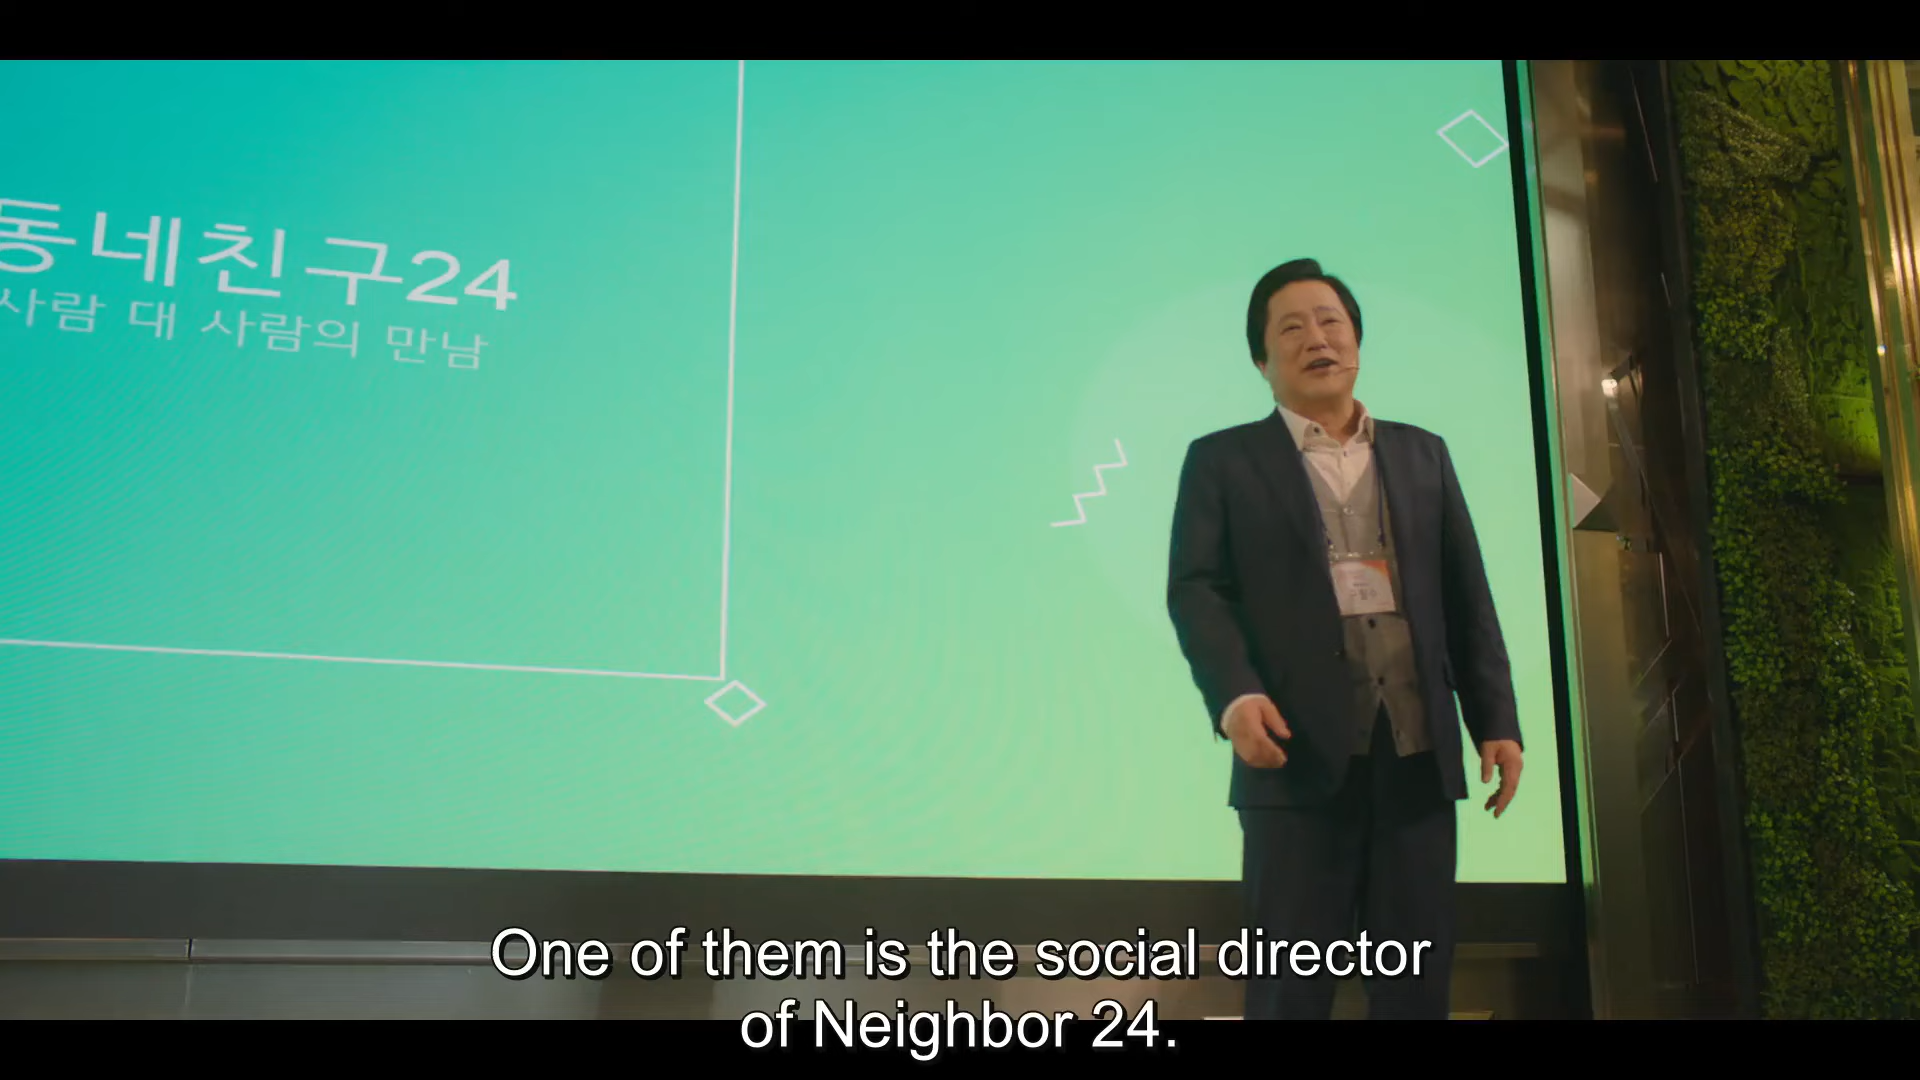 동네친구24
사람 대 사람의 만남
One of them is the social director
of Neighbor 24.